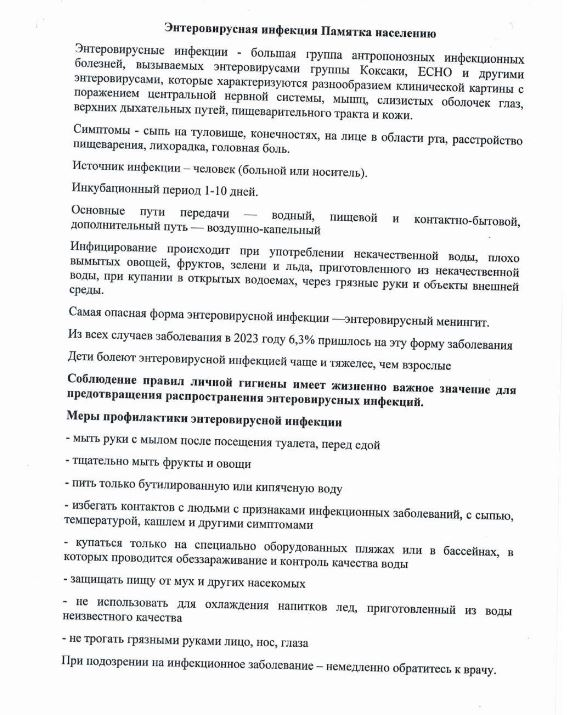 Энтеровирусная инфекция Памятка населению
Энтеровирусные инфекции - большая группа антропонозных инфекционных
болезней, вызываемых энтеровирусами группы Коксаки, ECHO и другими
энтеровирусами, которые характеризуются разнообразием клинической картины с
поражением центральной нервной системы, мышц, слизистых оболочек глаз,
верхних дыхательных путей, пищеварительного тракта и кожи.
Симптомы - сыпь на туловище, конечностях, на лице в области рта, расстройство
пищеварения, лихорадка, головная боль.
Источник инфекции – человек (больной или носитель).
Инкубационный период 1-10 дней.
Основные пути передачи — водный, пищевой и контактно-бытовой,
дополнительный путь — воздушно-капельный
Инфицирование происходит при употреблении некачественной воды, плохо
вымытых овощей, фруктов, зелени и льда, приготовленного из некачественной
воды, при купании в открытых водоемах, через грязные руки и объекты внешней
среды.
Самая опасная форма энтеровирусной инфекции —энтеровирусный менингит.
Из всех случаев заболевания в 2023 году 6,3% пришлось на эту форму заболевания
Дети болеют энтеровирусной инфекцией чаще и тяжелее, чем взрослые
Соблюдение правил личной гигиены имеет жизненно важное значение для
предотвращения распространения энтеровирусных инфекций.
Меры профилактики энтеровирусной инфекции
- мыть руки с мылом после посещения туалета, перед едой
- тщательно мыть фрукты и овощи
- пить только бутилированную или кипяченую воду
- избегать контактов с людьми с признаками инфекционных заболеваний, с сыпью,
температурой, кашлем и другими симптомами
- купаться только на специально оборудованных пляжах или в бассейнах, в
которых проводится обеззараживание и контроль качества воды
- защищать пищу от мух и других насекомых
- не использовать для охлаждения напитков лед, приготовленный из воды
неизвестного качества
- не трогать грязными руками лицо, нос, глаза
При подозрении на инфекционное заболевание – немедленно обратитесь к врачу.